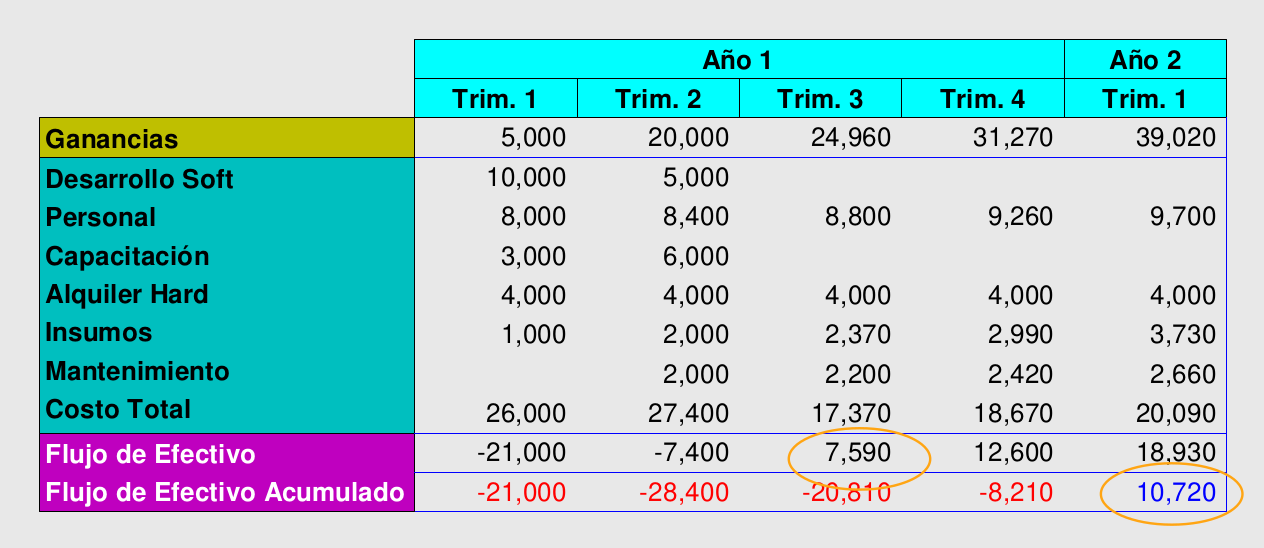 Año 1 Año 2
Trim. 1 Trim. 2 Trim. 3 Trim. 4 Trim. 1
Ganancias 5,000 20,000 24,960 31,270 39,020
Desarrollo Soft 10,000 5,000
Personal 8,000 8,400 8,800 9,260 9,700
Capacitación 3,000 6,000
Alquiler Hard 4,000 4,000 4,000 4,000 4,000
Insumos 1,000 2,000 2,370 2,990 3,730
Mantenimiento 2,000 2,200 2,420 2,660
Costo Total 26,000 27,400 17,370 18,670 20,090
Flujo de Efectivo -21,000 -7,400 7,590 12,600 18,930
Flujo de Efectivo Acumulado -21,000 -28,400 -20,810 -8,210 10,720